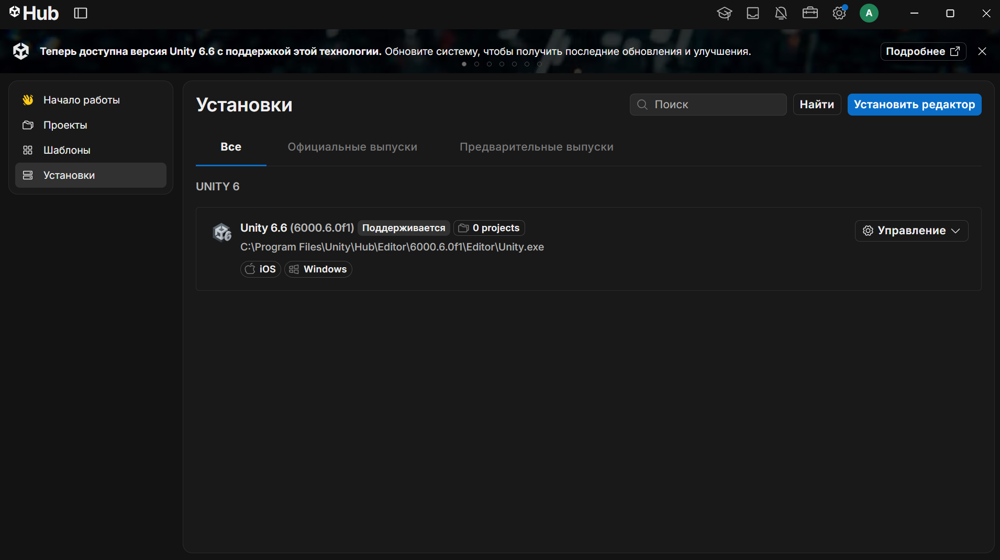 Hub
A
Теперь доступна версия Unity 6.6 с поддержкой этой технологии. Обновите систему, чтобы получить последние обновления и улучшения.
Подробнее
Начало работы
Проекты
Шаблоны
Установки
Установки
Поиск
Найти
Установить редактор
Все
Официальные выпуски
Предварительные выпуски
UNITY 6
Unity 6.6 (6000.6.0f1) Поддерживается 0 projects
C:\Program Files\Unity\Hub\Editor\6000.6.0f1\Editor\Unity.exe
iOS Windows
Управление